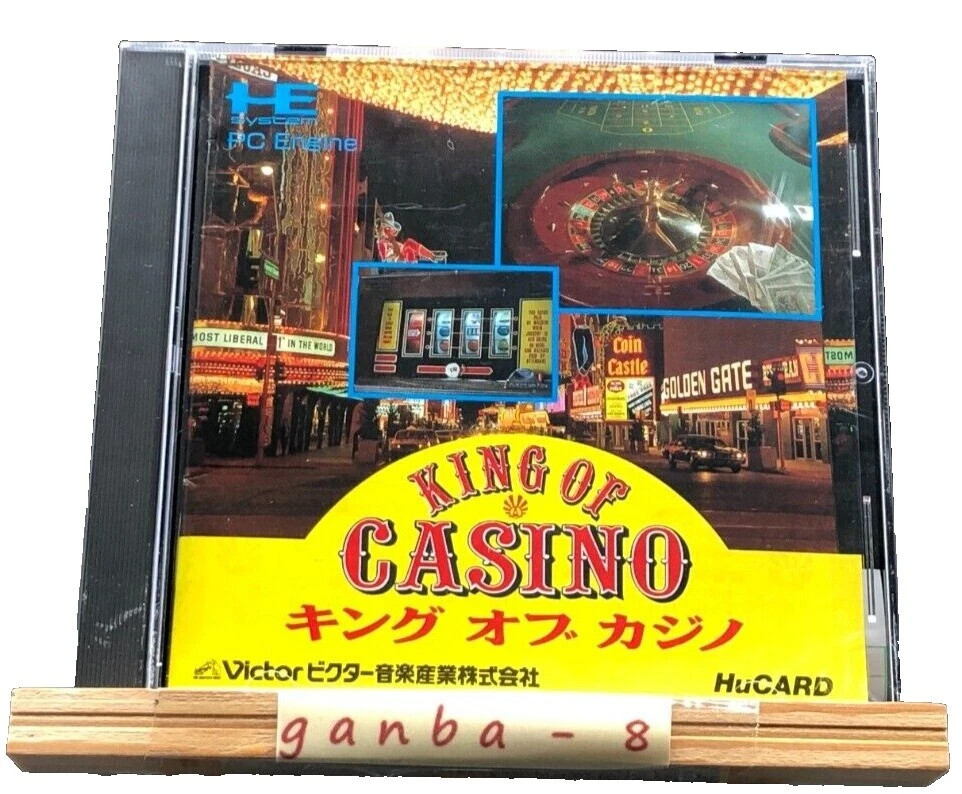 HE
system
PC Engine
MOST LIBERAL IN THE WORLD
Coin
Castle
GOLDEN GATE
MOST
KING OF
CASINO
キング オブ カジノ
Victor ビクター音楽産業株式会社
HuCARD
ganba - 8